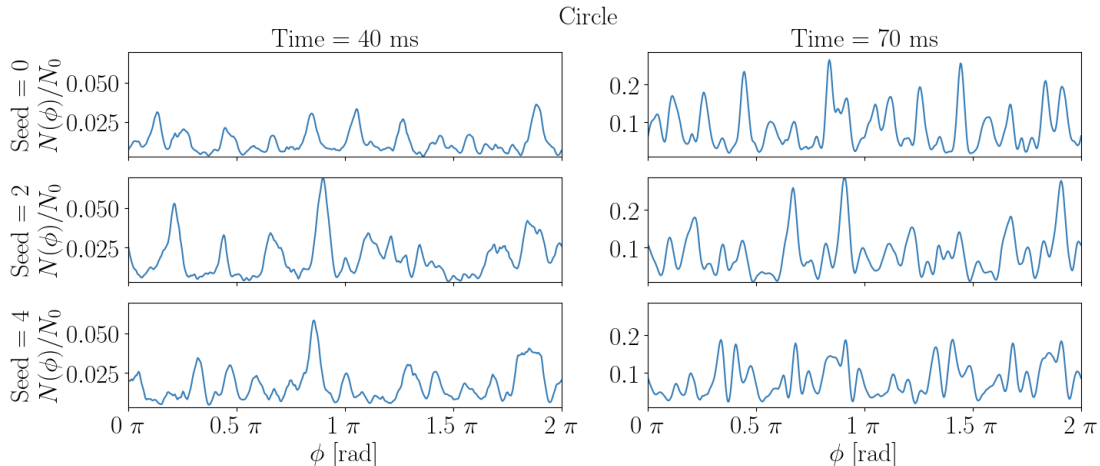 Circle
Time = 40 ms
Time = 70 ms
Seed = 0
N(ϕ)/N₀
0.050
0.025
0.2
0.1
Seed = 2
N(ϕ)/N₀
0.050
0.025
0.2
0.1
Seed = 4
N(ϕ)/N₀
0.050
0.025
0.2
0.1
0 π
0.5 π
1 π
1.5 π
2 π
0 π
0.5 π
1 π
1.5 π
2 π
ϕ [rad]
ϕ [rad]